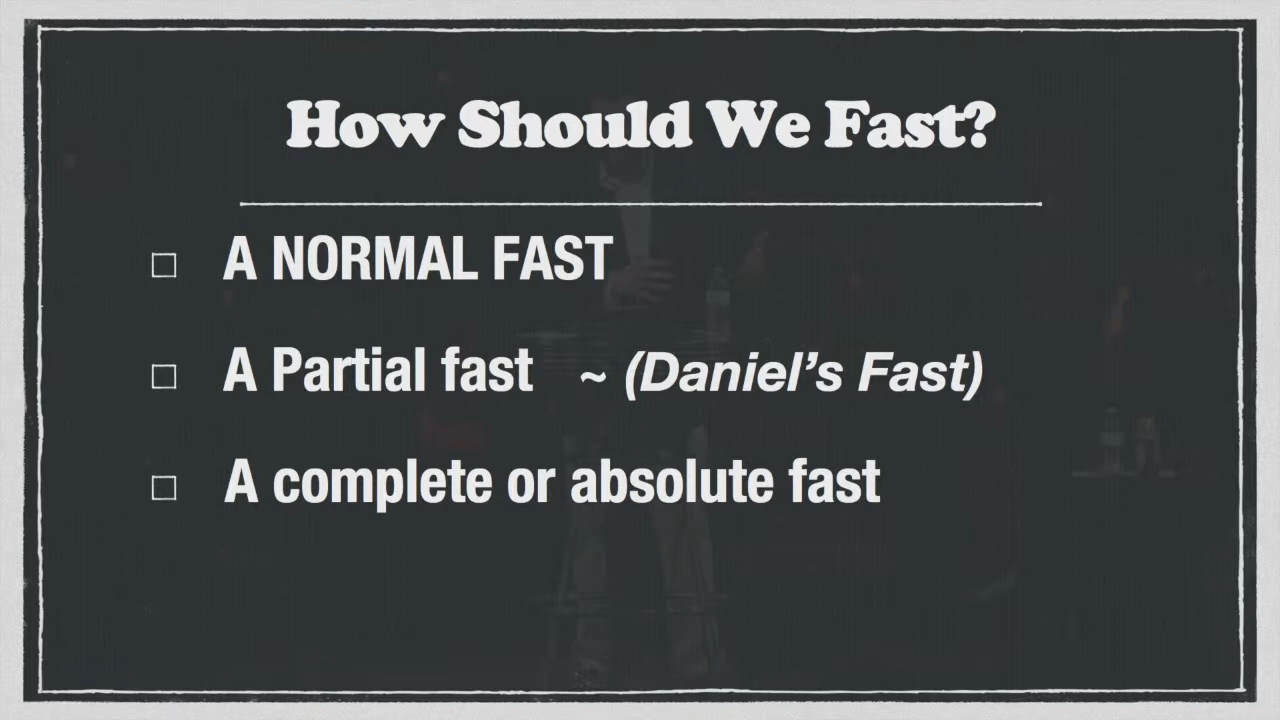 How Should We Fast?
A NORMAL FAST
A Partial fast ~ (Daniel’s Fast)
A complete or absolute fast